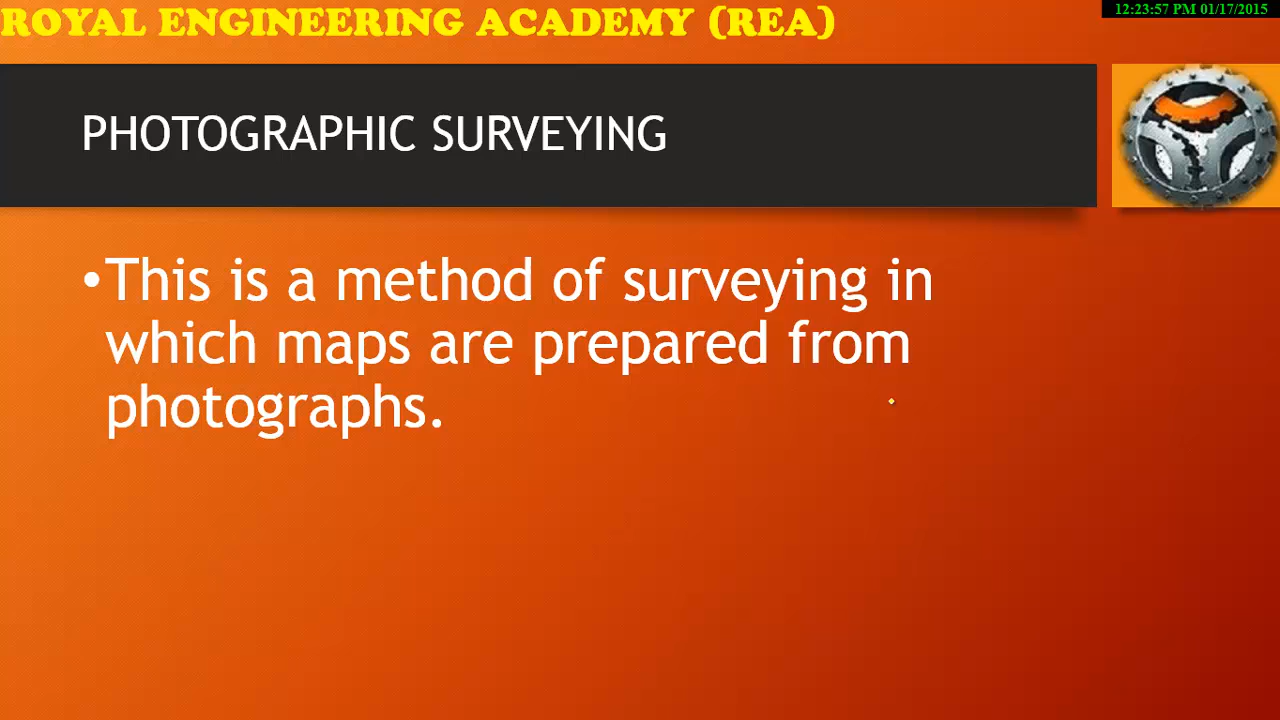 ROYAL ENGINEERING ACADEMY (REA)
12:23:57 PM 01/17/2015
PHOTOGRAPHIC SURVEYING
•This is a method of surveying in
which maps are prepared from
photographs.